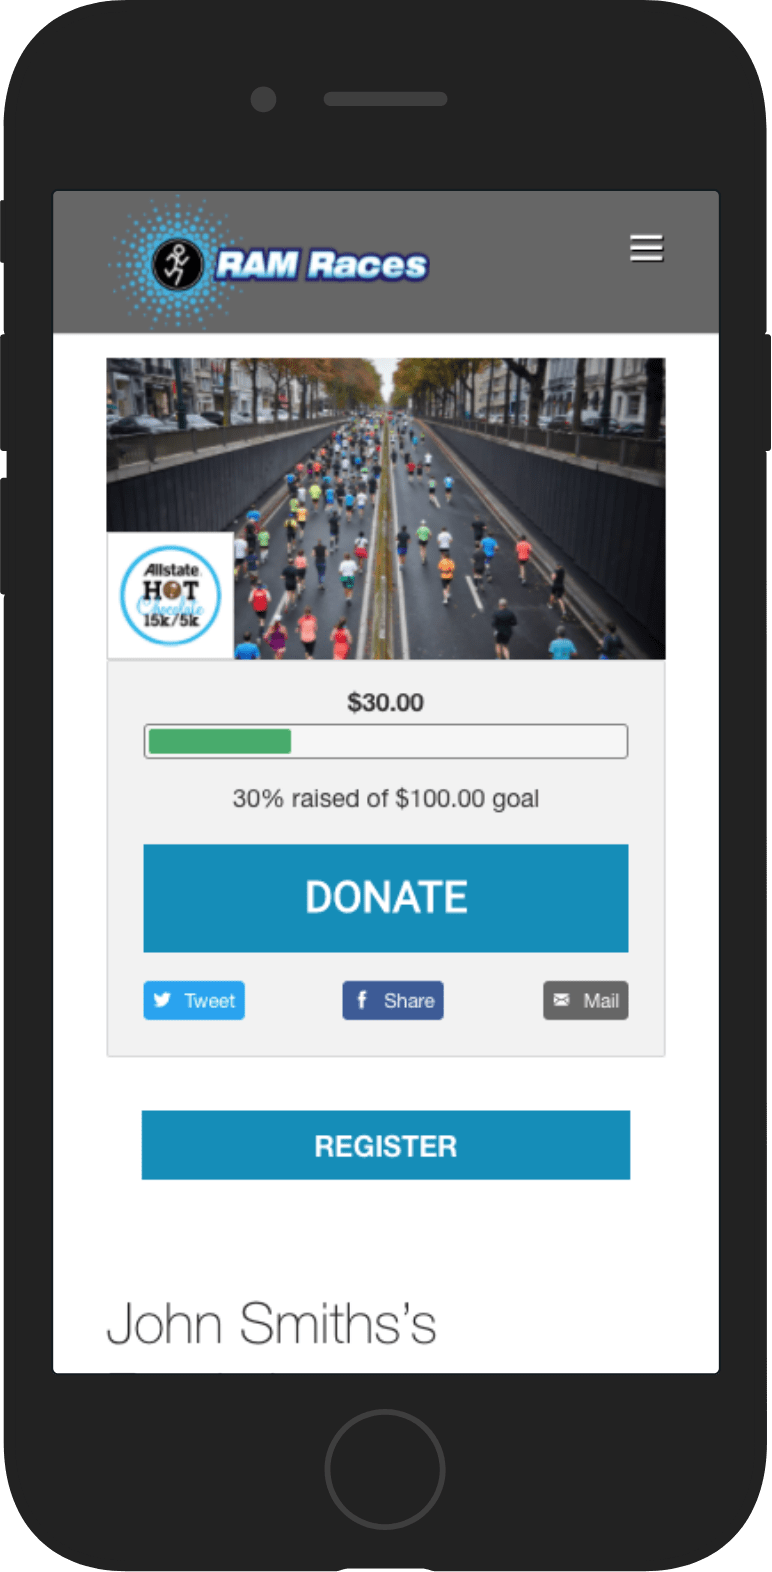 RAM Races
Allstate
HOT
Chocolate
15k/5k
$30.00
30% raised of $100.00 goal
DONATE
Tweet
Share
Mail
REGISTER
John Smiths's